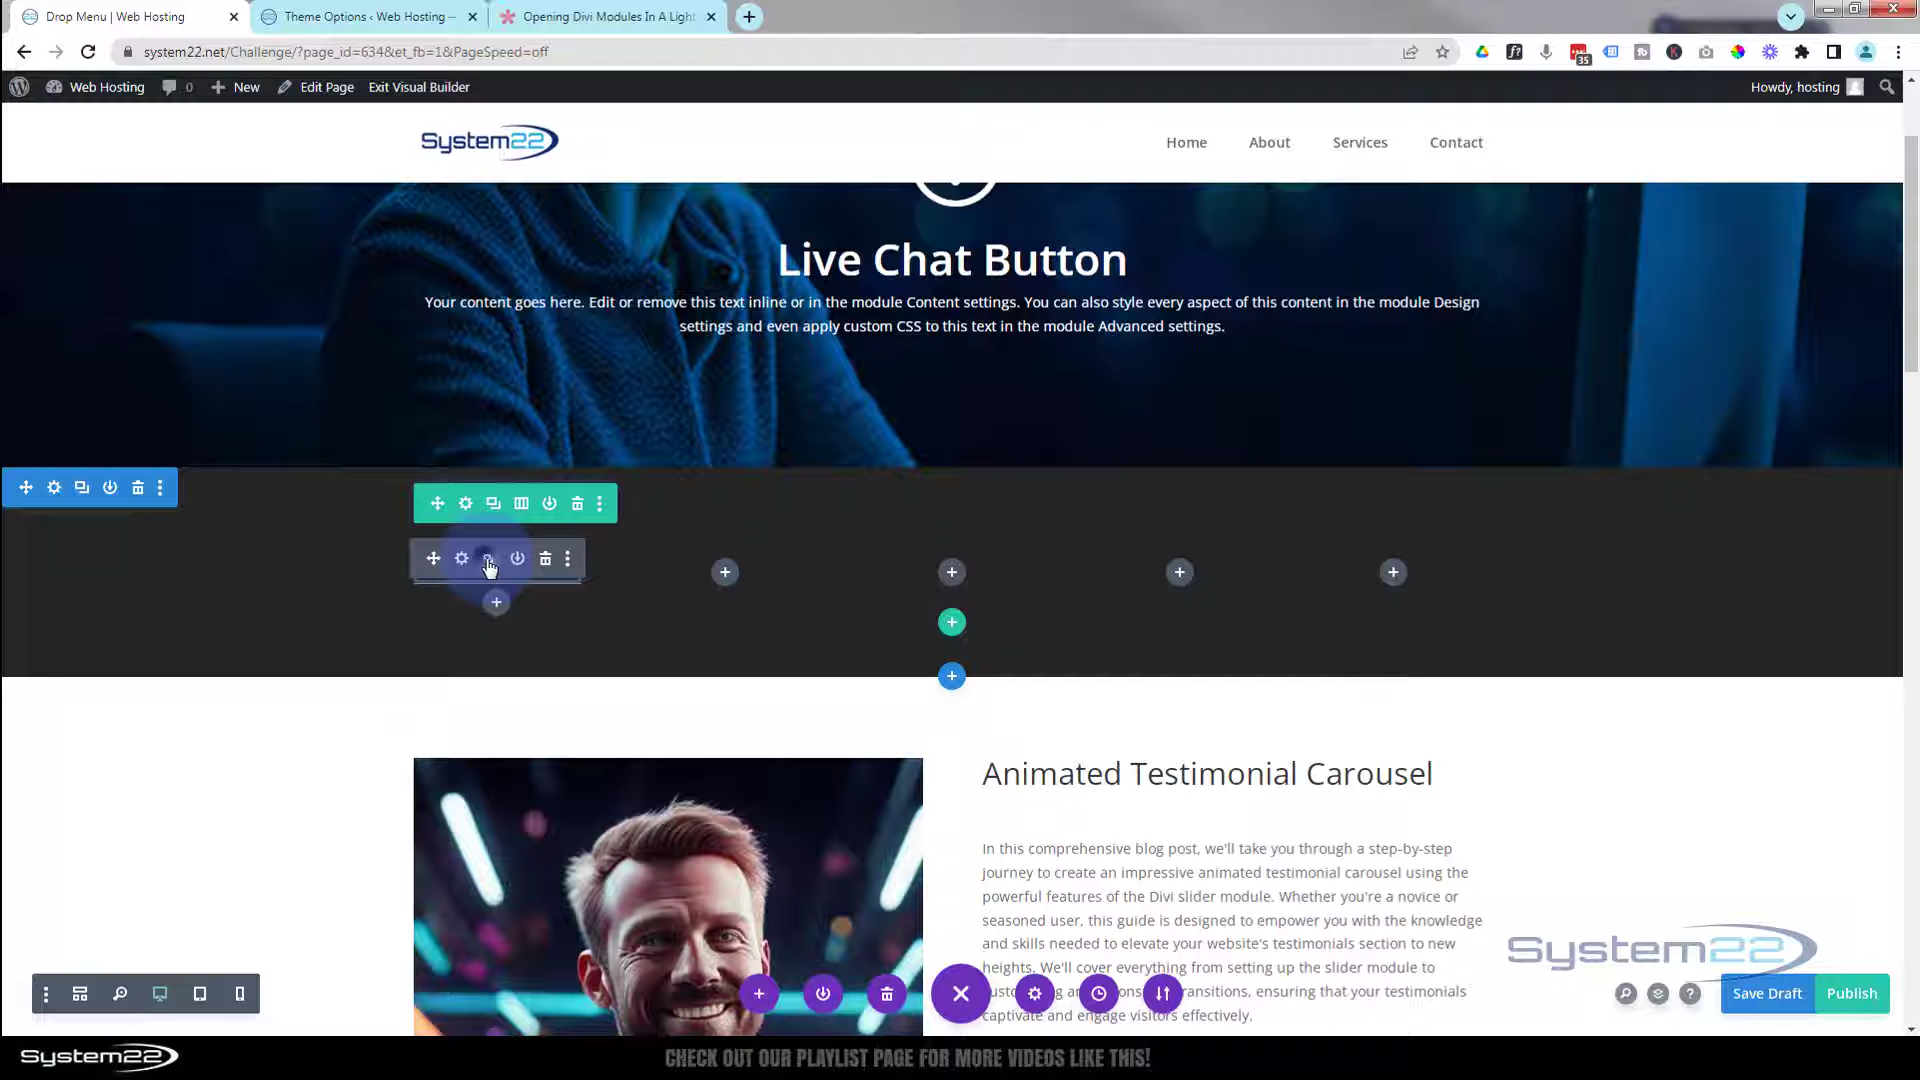 Drop Menu | Web Hosting
Theme Options ‹ Web Hosting —
Opening Divi Modules In A Light
system22.net/Challenge/?page_id=634&et_fb=1&PageSpeed=off
35
Web Hosting
0
New
Edit Page
Exit Visual Builder
Howdy, hosting
System22
Home
About
Services
Contact
Live Chat Button
Your content goes here. Edit or remove this text inline or in the module Content settings. You can also style every aspect of this content in the module Design
settings and even apply custom CSS to this text in the module Advanced settings.
Animated Testimonial Carousel
In this comprehensive blog post, we'll take you through a step-by-step
journey to create an impressive animated testimonial carousel using the
powerful features of the Divi slider module. Whether you're a novice or
seasoned user, this guide is designed to empower you with the knowledge
and skills needed to elevate your website's testimonials section to new
heights. We'll cover everything from setting up the slider module to
transitions, ensuring that your testimonials
captivate and engage visitors effectively.
System22
Save Draft
Publish
System22
CHECK OUT OUR PLAYLIST PAGE FOR MORE VIDEOS LIKE THIS!